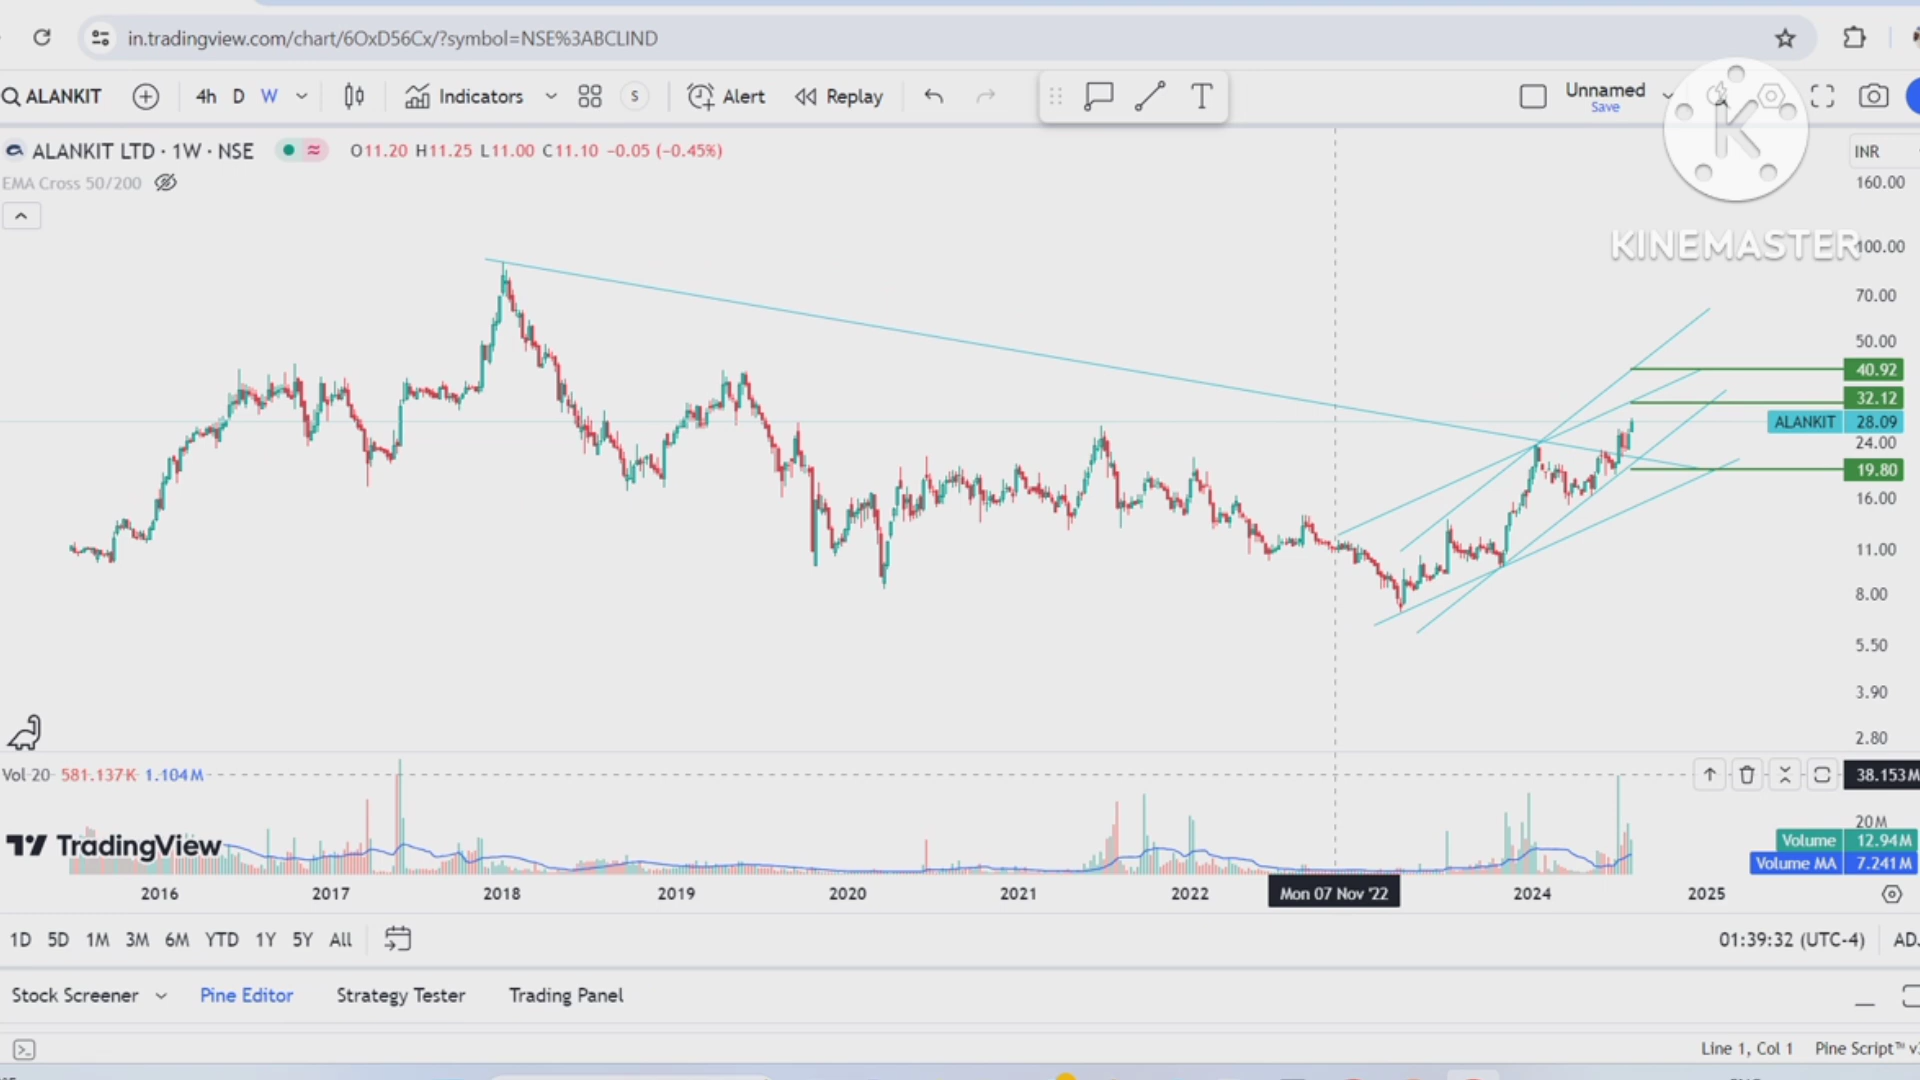 in.tradingview.com/chart/6OxD56Cx/?symbol=NSE%3ABCLIND
ALANKIT 4h D W Indicators S Alert Replay T Unnamed
Save
ALANKIT LTD · 1W · NSE O11.20 H11.25 L11.00 C11.10 −0.05 (−0.45%) INR
EMA Cross 50/200
160.00
KINEMASTER
100.00
70.00
50.00
40.92
32.12
ALANKIT 28.09
24.00
19.80
16.00
11.00
8.00
5.50
3.90
2.80
Vol 20 581.137K 1.104M 38.153M
20M
TradingView
Volume 12.94M
Volume MA 7.241M
2016 2017 2018 2019 2020 2021 2022 Mon 07 Nov '22 2024 2025
1D 5D 1M 3M 6M YTD 1Y 5Y All 01:39:32 (UTC-4)
Stock Screener Pine Editor Strategy Tester Trading Panel
Line 1, Col 1 Pine Script™